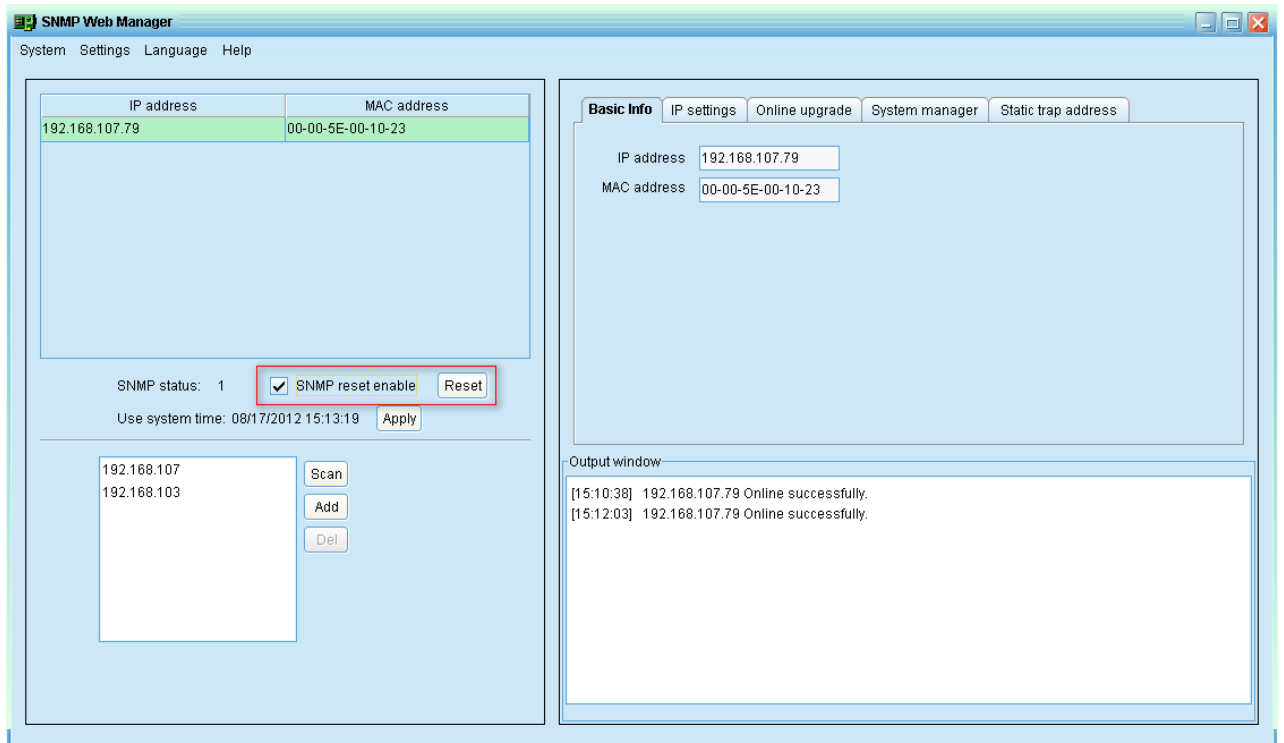 SNMP Web Manager
System Settings Language Help
IP address MAC address
192.168.107.79 00-00-5E-00-10-23
SNMP status: 1 SNMP reset enable Reset
Use system time: 08/17/2012 15:13:19 Apply
192.168.107
192.168.103
Scan
Add
Del
Basic Info IP settings Online upgrade System manager Static trap address
IP address 192.168.107.79
MAC address 00-00-5E-00-10-23
Output window
[15:10:38] 192.168.107.79 Online successfully.
[15:12:03] 192.168.107.79 Online successfully.